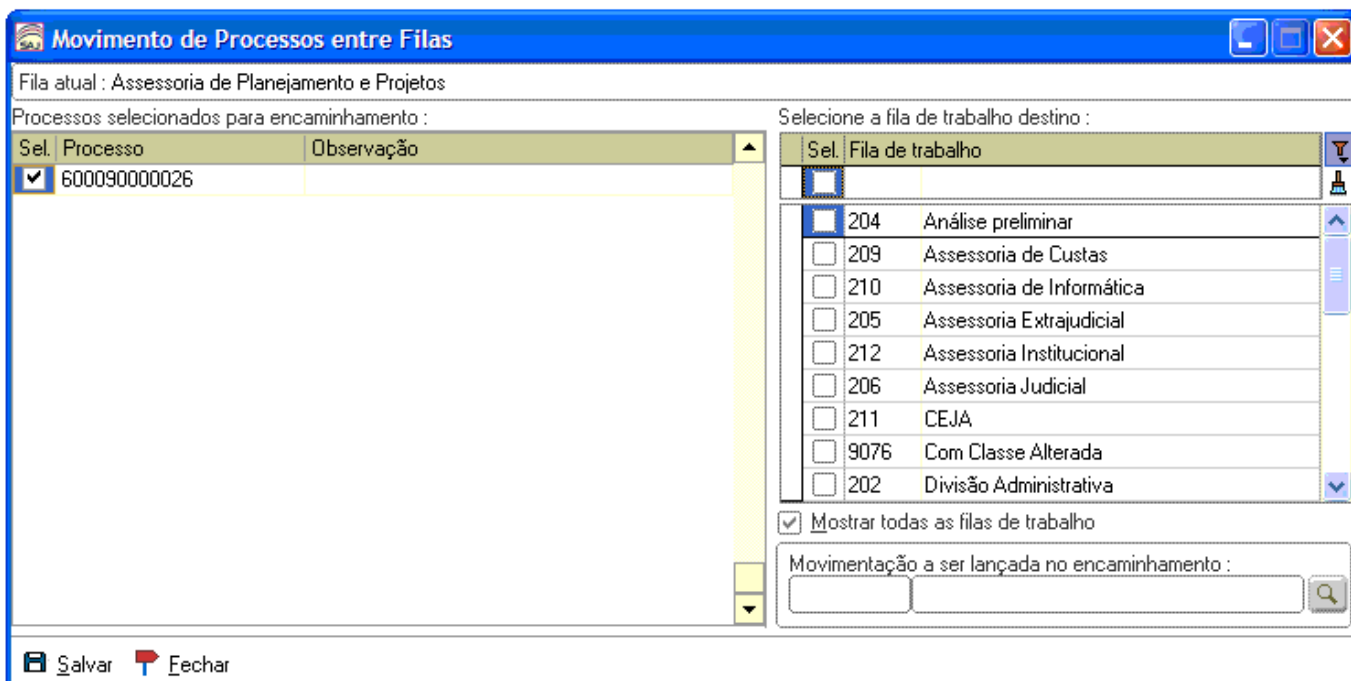 Movimento de Processos entre Filas
Fila atual : Assessoria de Planejamento e Projetos
Processos selecionados para encaminhamento :
Sel. Processo Observação
600090000026
Selecione a fila de trabalho destino :
Sel. Fila de trabalho
204 Análise preliminar
209 Assessoria de Custas
210 Assessoria de Informática
205 Assessoria Extrajudicial
212 Assessoria Institucional
206 Assessoria Judicial
211 CEJA
9076 Com Classe Alterada
202 Divisão Administrativa
Mostrar todas as filas de trabalho
Movimentação a ser lançada no encaminhamento :
Salvar Fechar